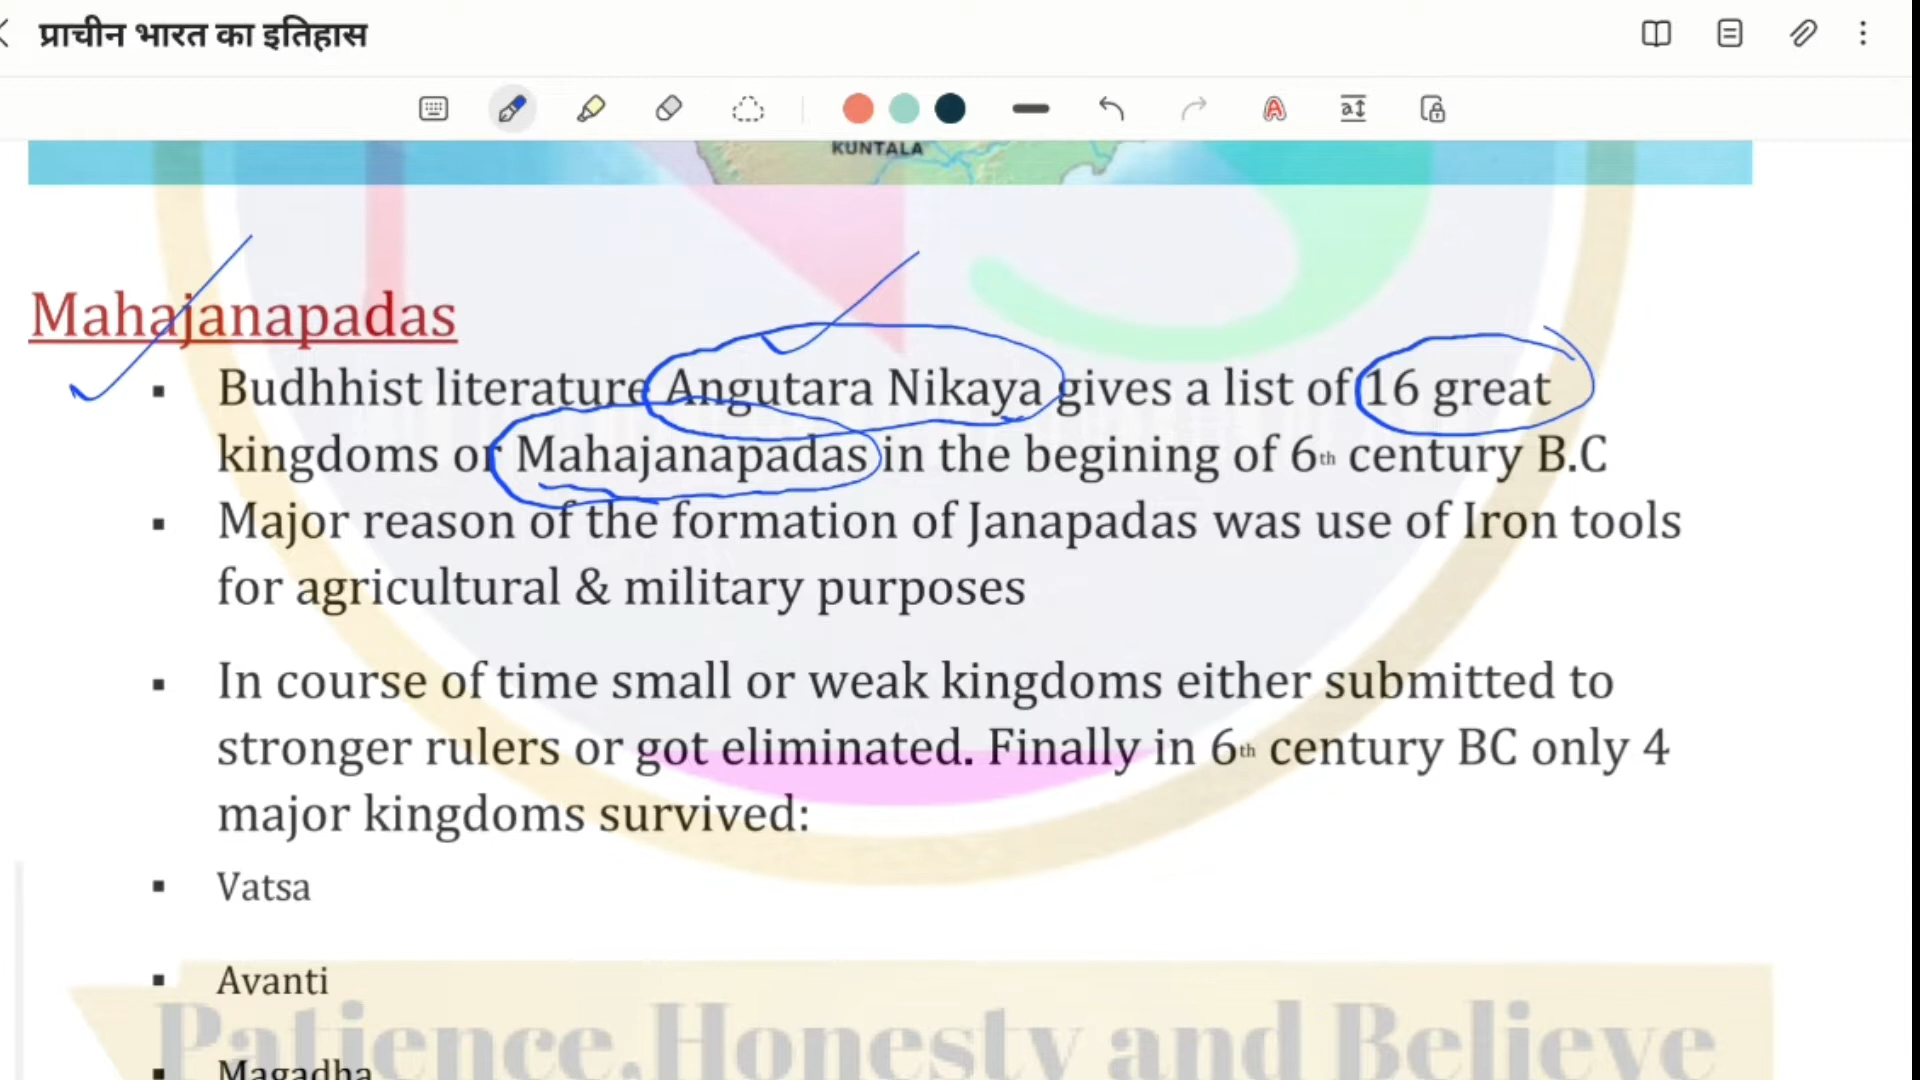 प्राचीन भारत का इतिहास
KUNTALA
Mahajanapadas
▪ Budhhist literature Angutara Nikaya gives a list of 16 great
kingdoms or Mahajanapadas in the begining of 6th century B.C
▪ Major reason of the formation of Janapadas was use of Iron tools
for agricultural & military purposes
▪ In course of time small or weak kingdoms either submitted to
stronger rulers or got eliminated. Finally in 6th century BC only 4
major kingdoms survived:
▪ Vatsa
▪ Avanti
Patience,Honesty and Believe
▪ Magadha